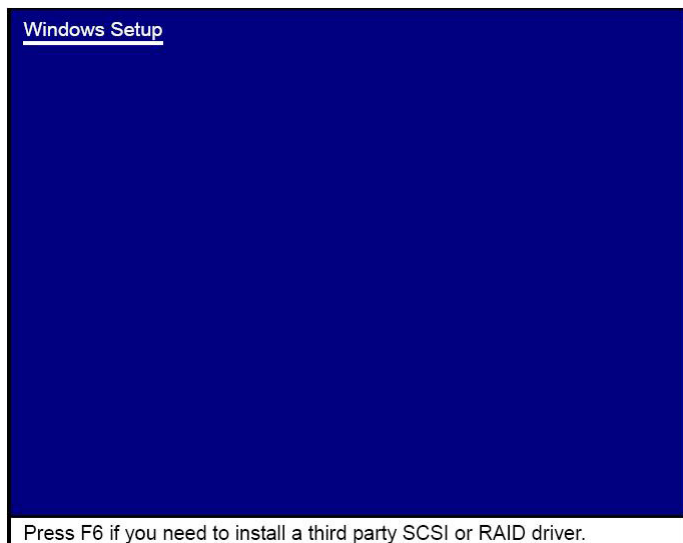 Windows Setup
Press F6 if you need to install a third party SCSI or RAID driver.